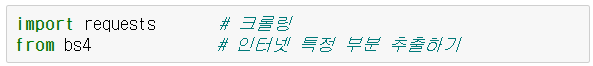 import requests       # 크롤링
from bs4              # 인터넷 특정 부분 추출하기